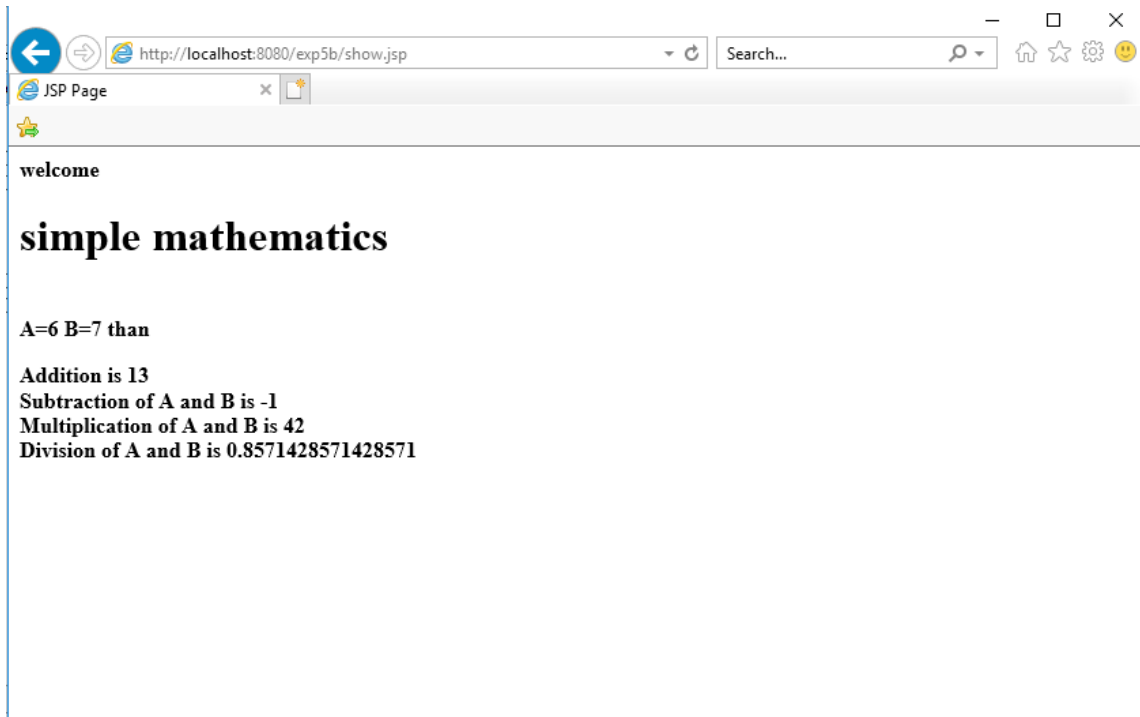 http://localhost:8080/exp5b/show.jsp
Search...
JSP Page
welcome
simple mathematics
A=6 B=7 than
Addition is 13
Subtraction of A and B is -1
Multiplication of A and B is 42
Division of A and B is 0.8571428571428571